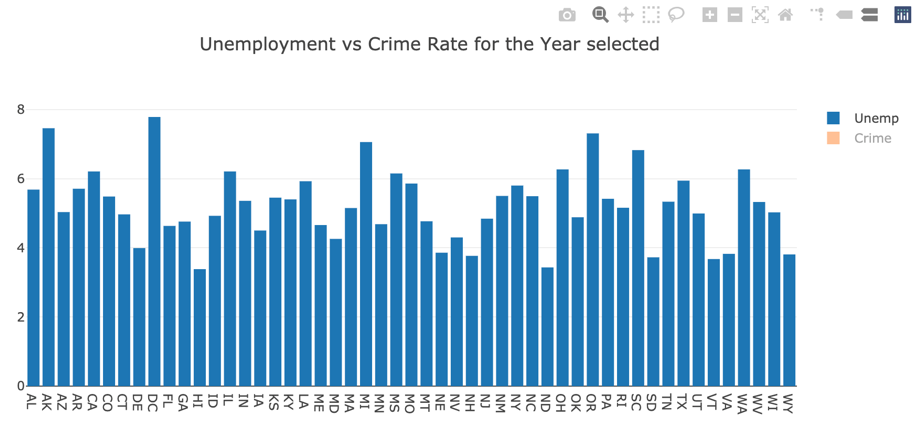 Unemployment vs Crime Rate for the Year selected
8
6
4
2
0
Unemp
Crime
AL AK AZ AR CA CO CT DE DC FL GA HI ID IL IN IA KS KY LA ME MD MA MI MN MS MO MT NE NV NH NJ NM NY NC ND OH OK OR PA RI SC SD TN TX UT VT VA WA WV WI WY